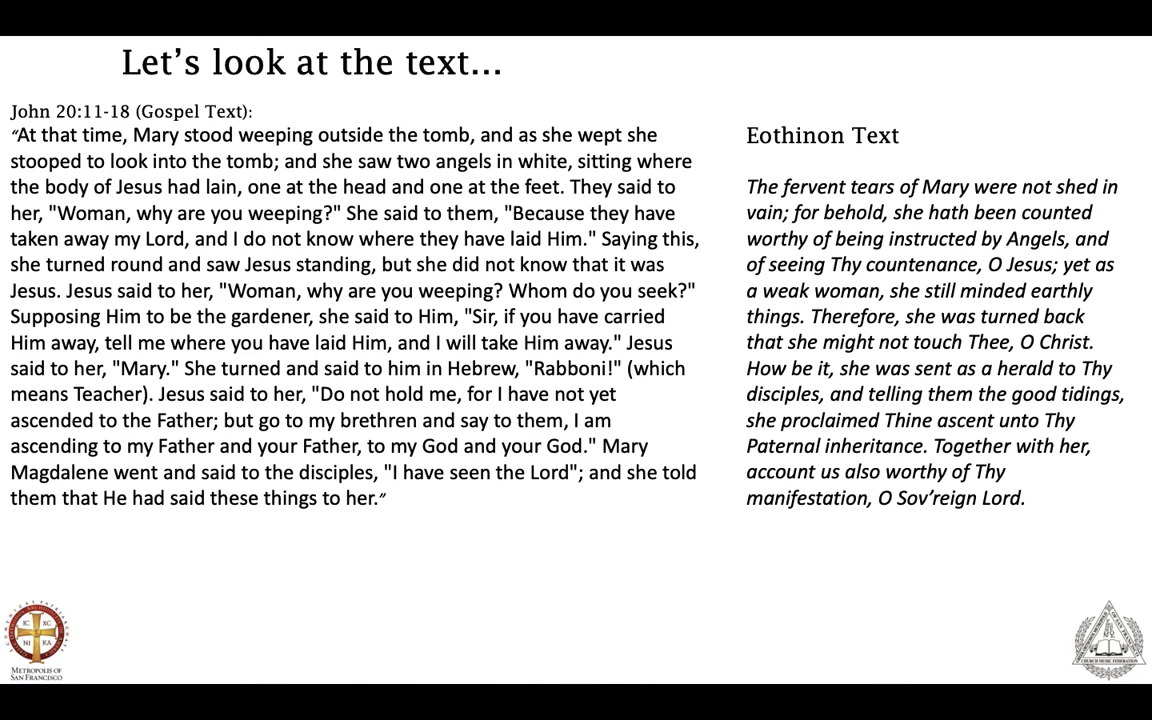 Let's look at the text...
John 20:11-18 (Gospel Text):
"At that time, Mary stood weeping outside the tomb, and as she wept she
stooped to look into the tomb; and she saw two angels in white, sitting where
the body of Jesus had lain, one at the head and one at the feet. They said to
her, "Woman, why are you weeping?" She said to them, "Because they have
taken away my Lord, and I do not know where they have laid Him." Saying this,
she turned round and saw Jesus standing, but she did not know that it was
Jesus. Jesus said to her, "Woman, why are you weeping? Whom do you seek?"
Supposing Him to be the gardener, she said to Him, "Sir, if you have carried
Him away, tell me where you have laid Him, and I will take Him away." Jesus
said to her, "Mary." She turned and said to him in Hebrew, "Rabboni!" (which
means Teacher). Jesus said to her, "Do not hold me, for I have not yet
ascended to the Father; but go to my brethren and say to them, I am
ascending to my Father and your Father, to my God and your God." Mary
Magdalene went and said to the disciples, "I have seen the Lord"; and she told
them that He had said these things to her."
Eothinon Text
The fervent tears of Mary were not shed in
vain; for behold, she hath been counted
worthy of being instructed by Angels, and
of seeing Thy countenance, O Jesus; yet as
a weak woman, she still minded earthly
things. Therefore, she was turned back
that she might not touch Thee, O Christ.
How be it, she was sent as a herald to Thy
disciples, and telling them the good tidings,
she proclaimed Thine ascent unto Thy
Paternal inheritance. Together with her,
account us also worthy of Thy
manifestation, O Sov'reign Lord.
IC XC
NI KA
METROPOLIS OF
SAN FRANCISCO
CHURCH MUSIC FEDERATION